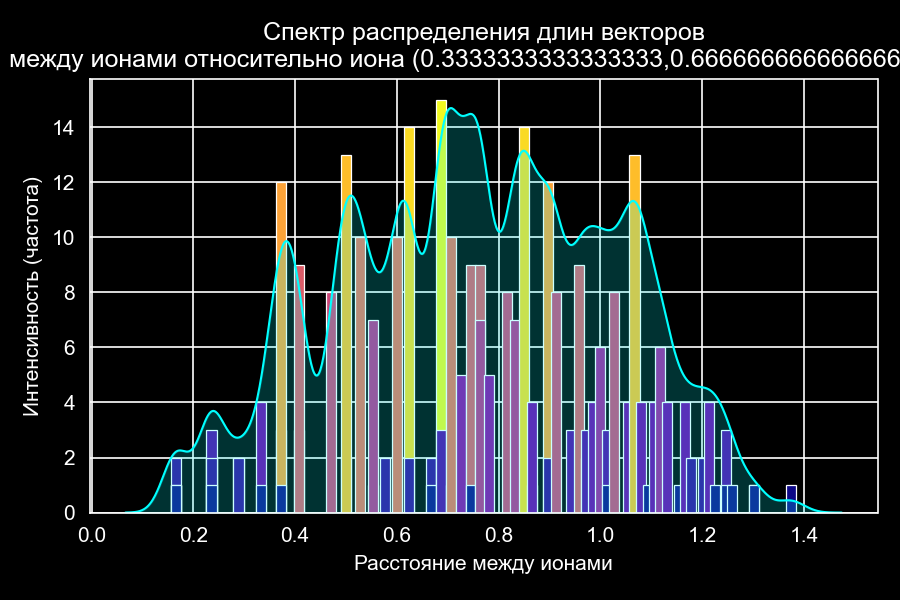 Спектр распределения длин векторов
между ионами относительно иона (0.3333333333333333,0.6666666666666666
Интенсивность (частота)
14
12
10
8
6
4
2
0
0.0 0.2 0.4 0.6 0.8 1.0 1.2 1.4
Расстояние между ионами